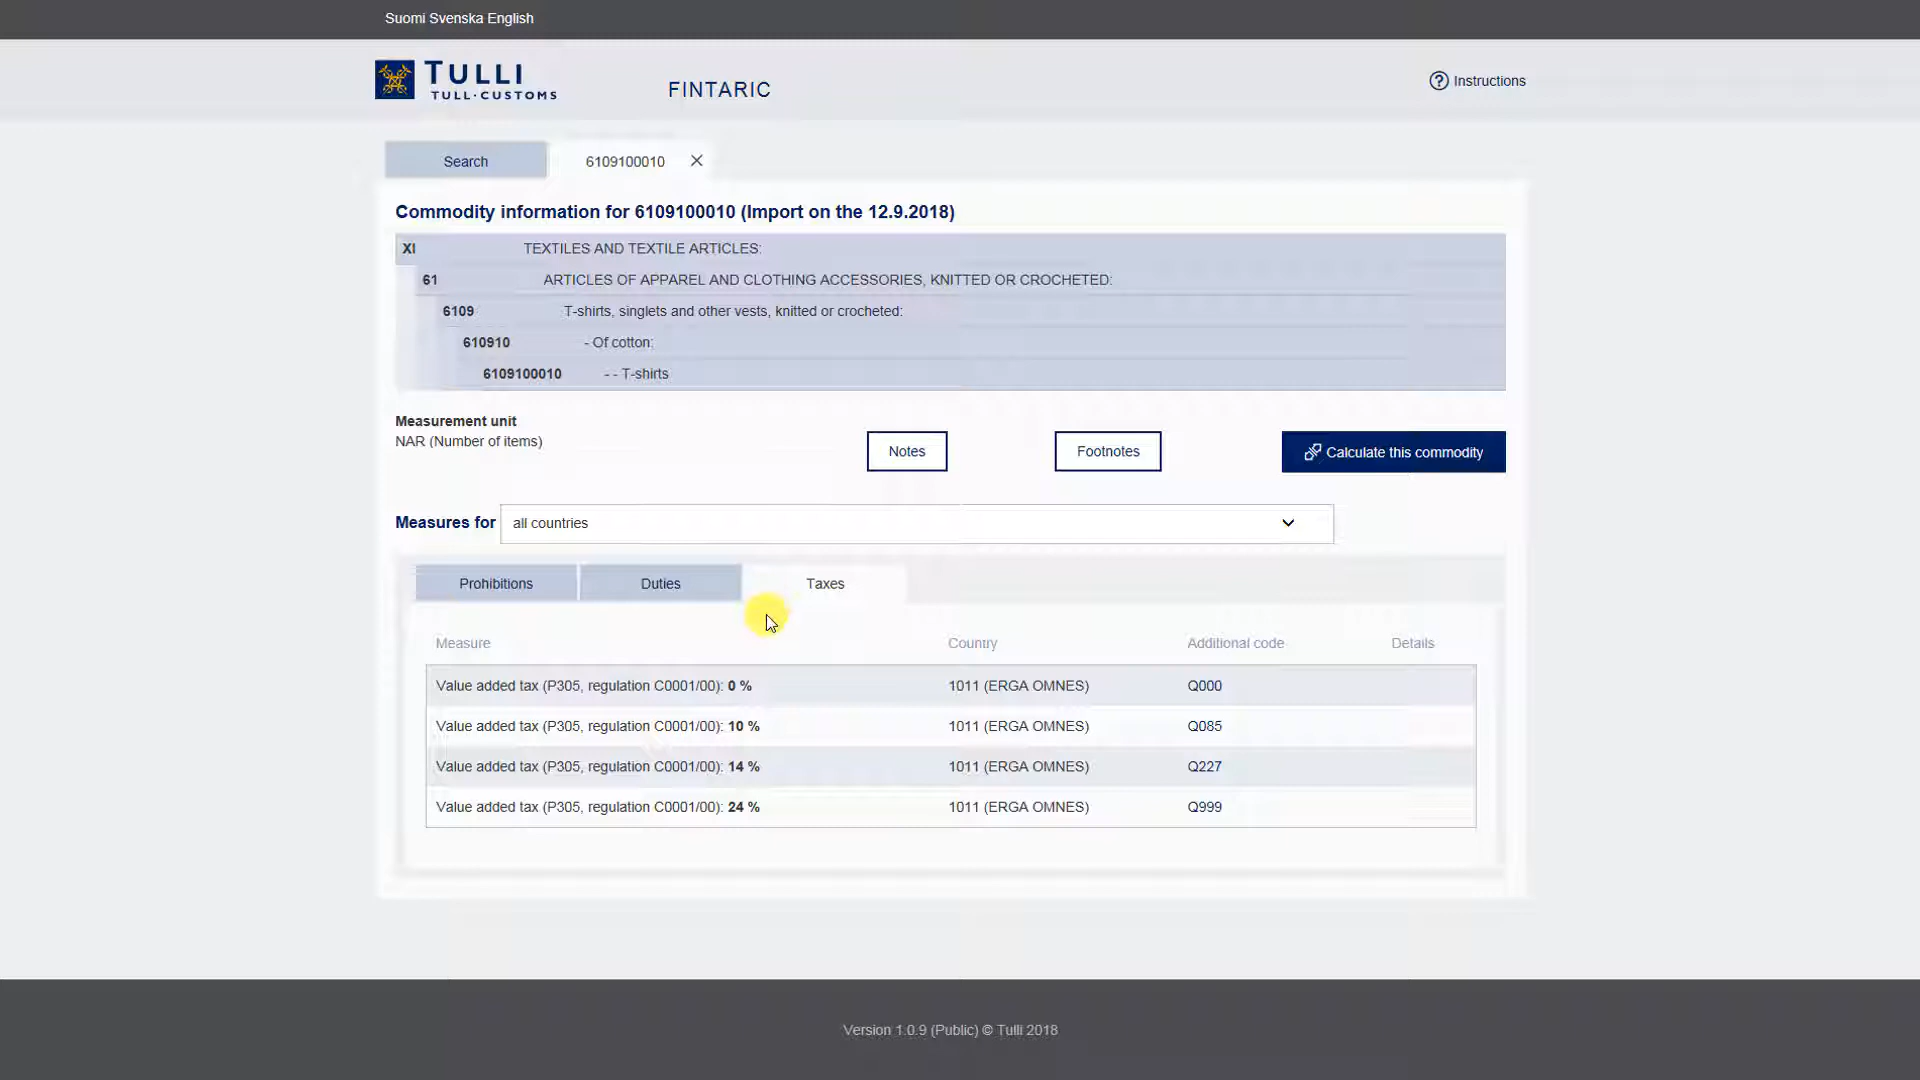 Suomi Svenska English
TULLI
TULL·CUSTOMS
FINTARIC
Instructions
Search
6109100010
Commodity information for 6109100010 (Import on the 12.9.2018)
XI TEXTILES AND TEXTILE ARTICLES:
61 ARTICLES OF APPAREL AND CLOTHING ACCESSORIES, KNITTED OR CROCHETED:
6109 T-shirts, singlets and other vests, knitted or crocheted:
610910 - Of cotton:
6109100010 - - T-shirts
Measurement unit
NAR (Number of items)
Notes
Footnotes
Calculate this commodity
Measures for all countries
Prohibitions Duties Taxes
Measure Country Additional code Details
Value added tax (P305, regulation C0001/00): 0 % 1011 (ERGA OMNES) Q000
Value added tax (P305, regulation C0001/00): 10 % 1011 (ERGA OMNES) Q085
Value added tax (P305, regulation C0001/00): 14 % 1011 (ERGA OMNES) Q227
Value added tax (P305, regulation C0001/00): 24 % 1011 (ERGA OMNES) Q999
Version 1.0.9 (Public) © Tulli 2018